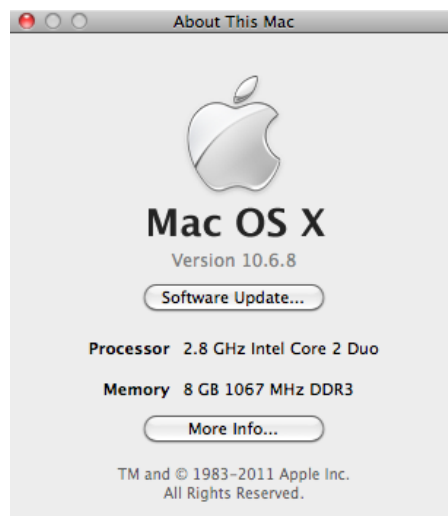 About This Mac
Mac OS X
Version 10.6.8
Software Update...
Processor 2.8 GHz Intel Core 2 Duo
Memory 8 GB 1067 MHz DDR3
More Info...
TM and © 1983–2011 Apple Inc.
All Rights Reserved.